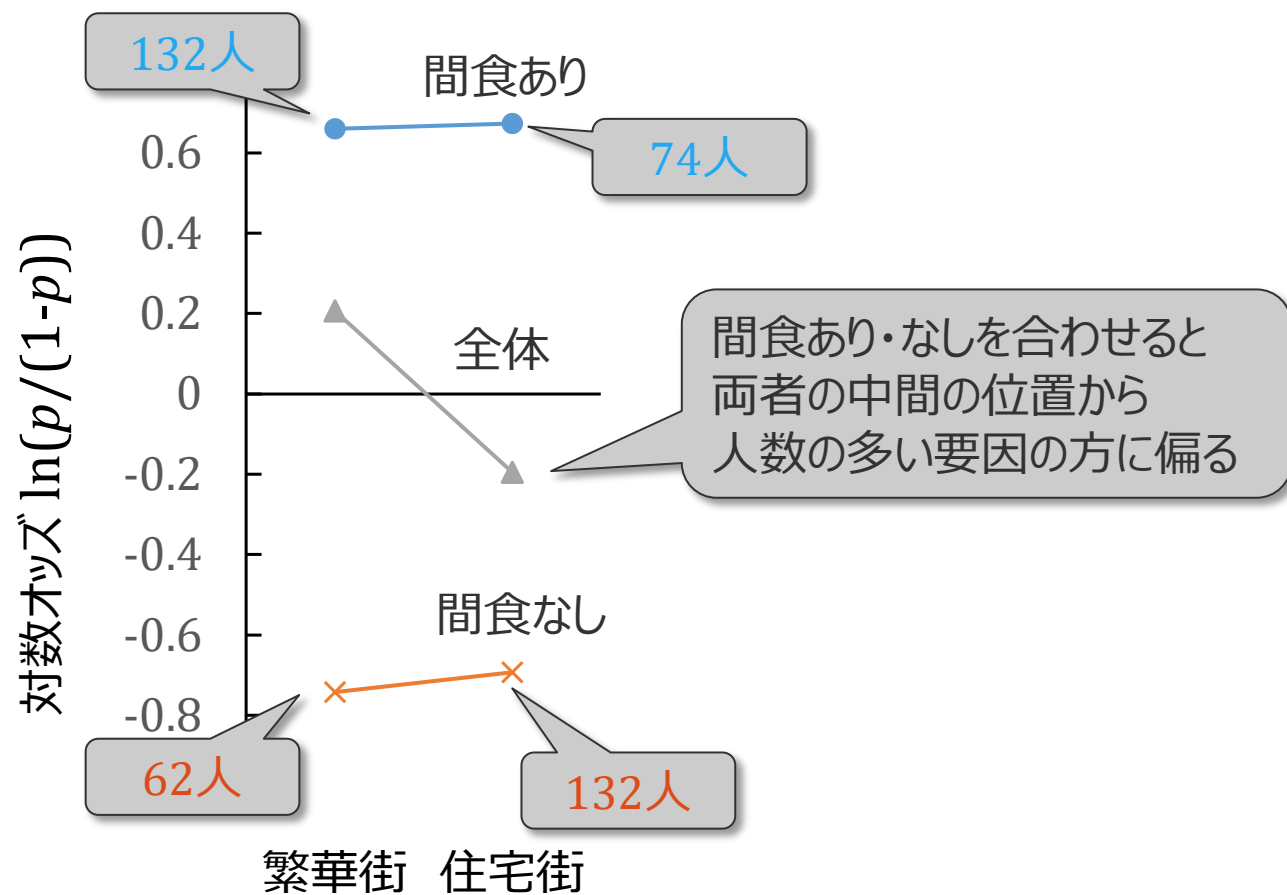 132人
間食あり
74人
0.6
0.4
0.2
0
-0.2
-0.4
-0.6
-0.8
対数オッズ ln(p/(1-p))
全体
間食あり・なしを合わせると
両者の中間の位置から
人数の多い要因の方に偏る
間食なし
62人
132人
繁華街 住宅街